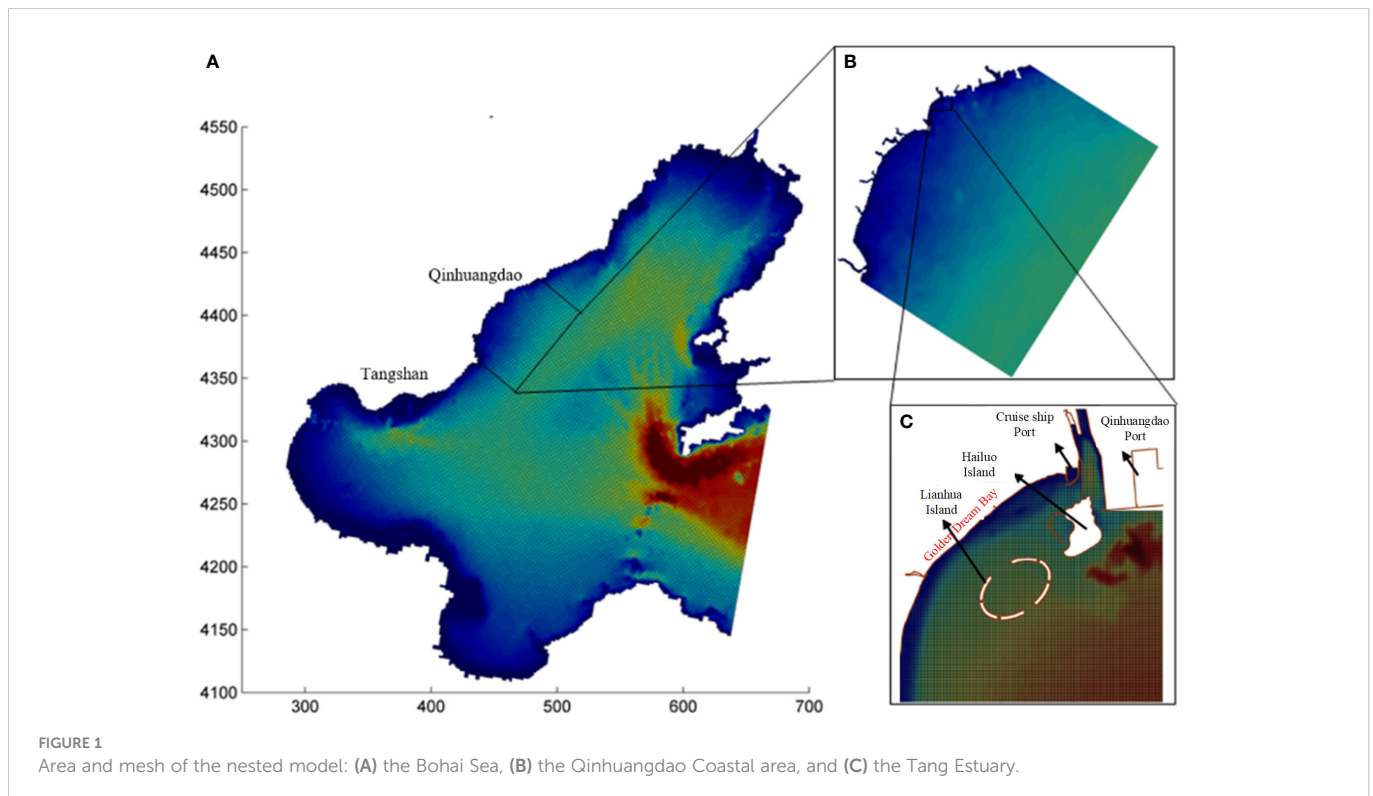 A
4550
4500
4450
4400
4350
4300
4250
4200
4150
4100
300 400 500 600 700
Qinhuangdao
Tangshan
B
C
Cruise ship
Port
Qinhuangdao
Port
Hailuo
Island
Lianhua
Island
Golden Dream Bay
FIGURE 1
Area and mesh of the nested model: (A) the Bohai Sea, (B) the Qinhuangdao Coastal area, and (C) the Tang Estuary.